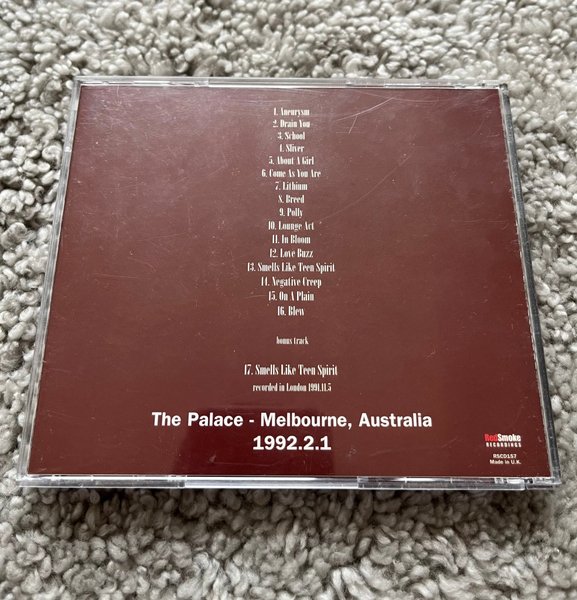 1. Aneurysm
2. Drain You
3. School
4. Sliver
5. About A Girl
6. Come As You Are
7. Lithium
8. Breed
9. Polly
10. Lounge Act
11. In Bloom
12. Love Buzz
13. Smells Like Teen Spirit
14. Negative Creep
15. On A Plain
16. Blew
bonus track
17. Smells Like Teen Spirit
recorded in London 1991.11.5
The Palace - Melbourne, Australia
1992.2.1
RedSmoke
RECORDINGS
RSCD157
Made in U.K.